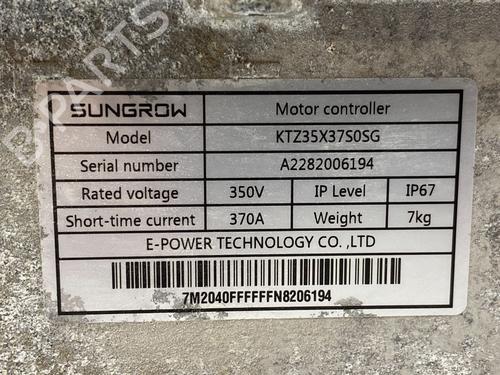 B-PARTS
SUNGROW Motor controller
Model KTZ35X37S0SG
Serial number A2282006194
Rated voltage 350V IP Level IP67
Short-time current 370A Weight 7kg
E-POWER TECHNOLOGY CO. ,LTD
7M2040FFFFFFN8206194